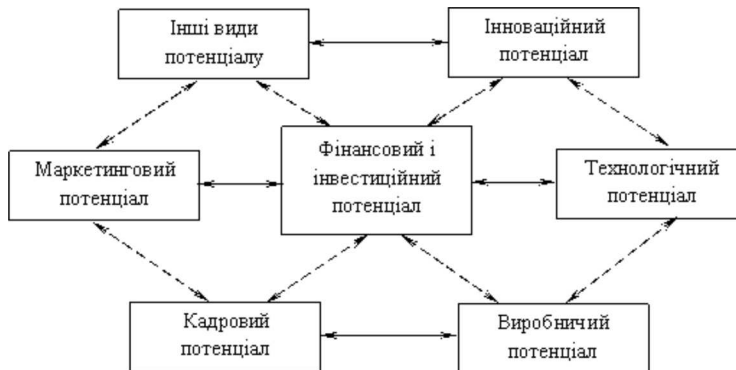 Інші види
потенціалу
Інноваційний
потенціал
Маркетинговий
потенціал
Фінансовий і
інвестиційний
потенціал
Технологічний
потенціал
Кадровий
потенціал
Виробничий
потенціал